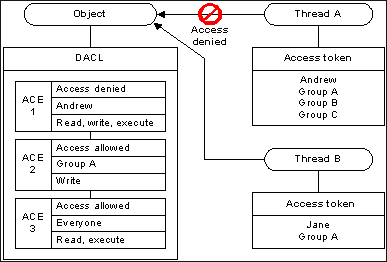 Object
Access
denied
Thread A
DACL
ACE
1
Access denied
Andrew
Read, write, execute
ACE
2
Access allowed
Group A
Write
ACE
3
Access allowed
Everyone
Read, execute
Access token
Andrew
Group A
Group B
Group C
Thread B
Access token
Jane
Group A